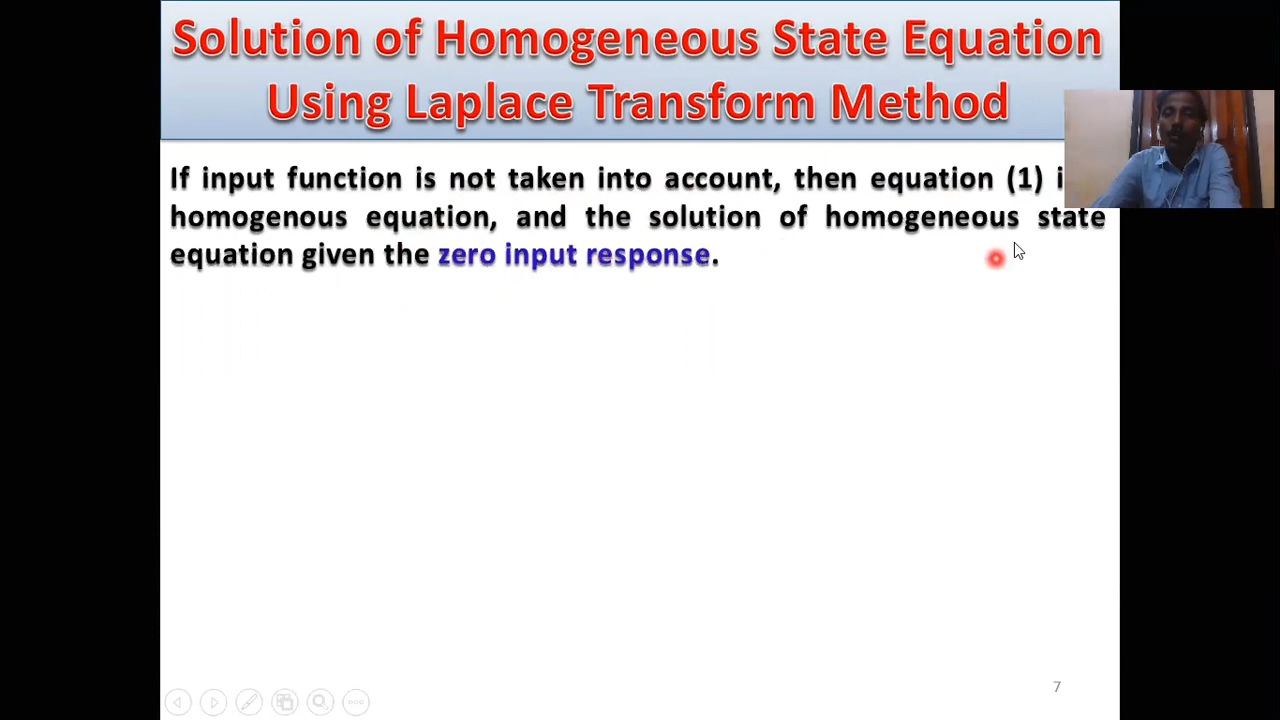 Solution of Homogeneous State Equation
Using Laplace Transform Method
If input function is not taken into account, then equation (1)
homogenous equation, and the solution of homogeneous state
equation given the zero input response.
7